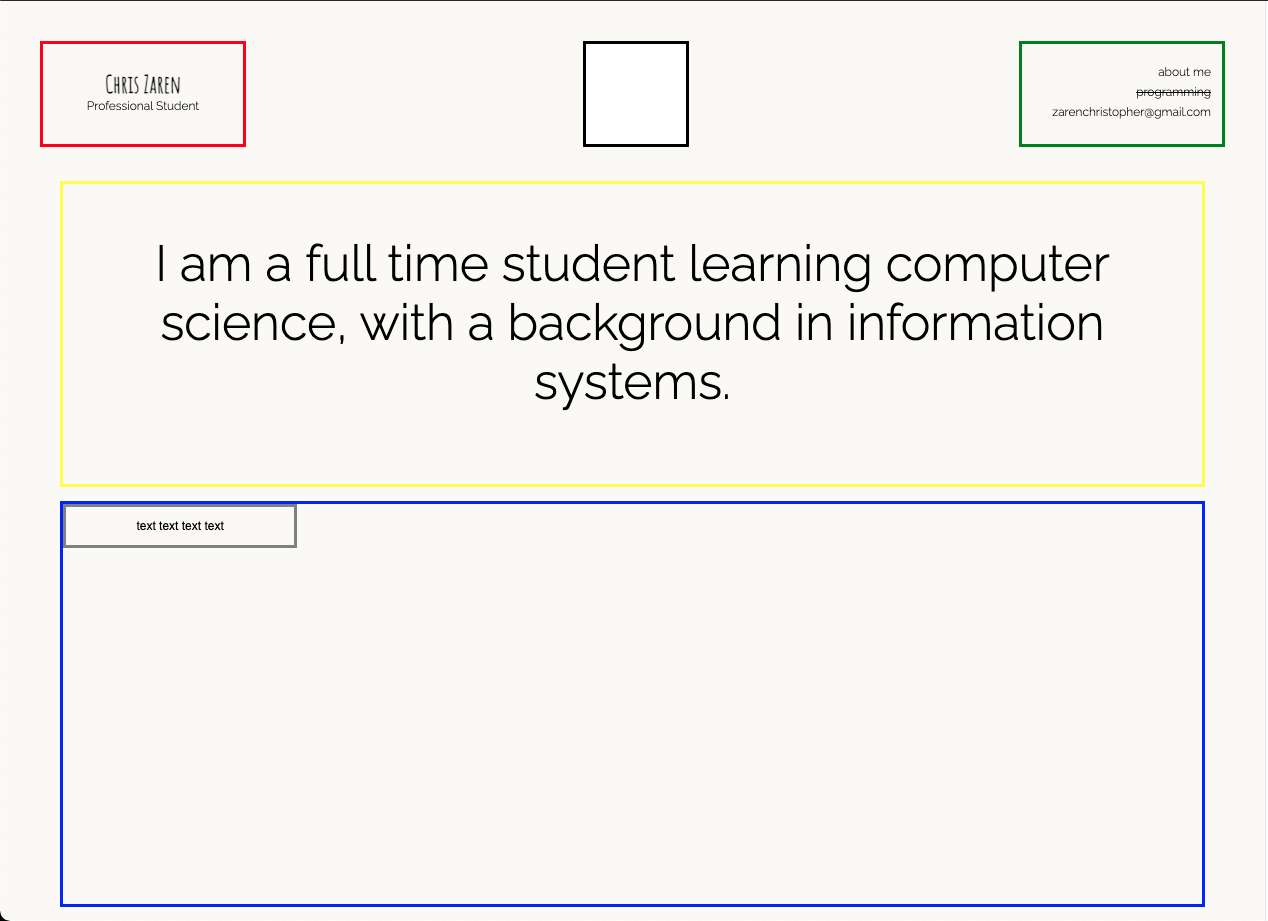 Chris Zaren
Professional Student
about me
programming
zarenchristopher@gmail.com
I am a full time student learning computer
science, with a background in information
systems.
text text text text